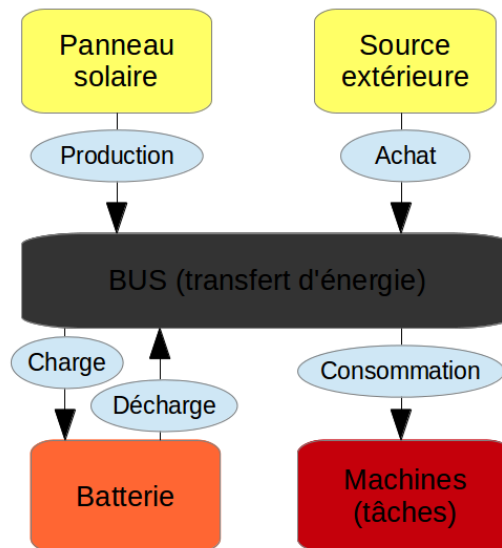 Panneau
solaire
Source
extérieure
Production
Achat
BUS (transfert d'énergie)
Charge
Décharge
Consommation
Batterie
Machines
(tâches)